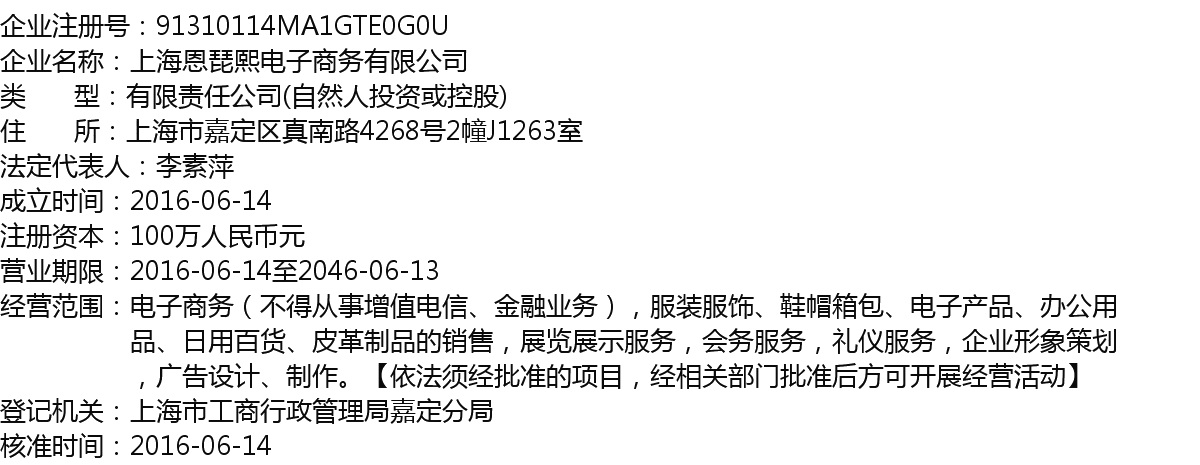 企业注册号：91310114MA1GTE0G0U
企业名称：上海恩琵熙电子商务有限公司
类　　型：有限责任公司(自然人投资或控股)
住　　所：上海市嘉定区真南路4268号2幢J1263室
法定代表人：李素萍
成立时间：2016-06-14
注册资本：100万人民币元
营业期限：2016-06-14至2046-06-13
经营范围：电子商务（不得从事增值电信、金融业务），服装服饰、鞋帽箱包、电子产品、办公用
品、日用百货、皮革制品的销售，展览展示服务，会务服务，礼仪服务，企业形象策划
，广告设计、制作。【依法须经批准的项目，经相关部门批准后方可开展经营活动】
登记机关：上海市工商行政管理局嘉定分局
核准时间：2016-06-14